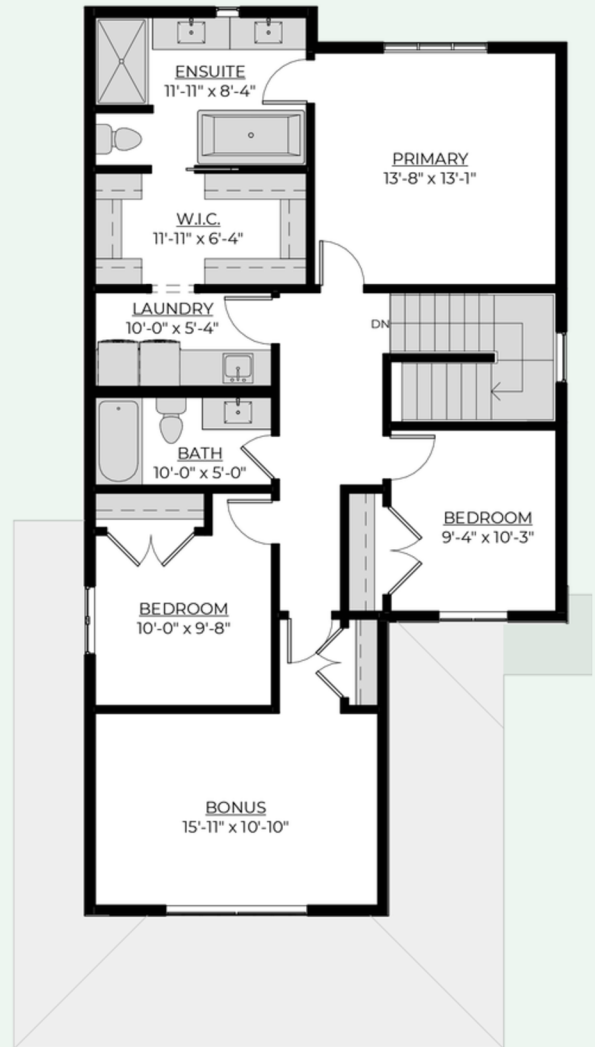 ENSUITE
11'-11" x 8'-4"
PRIMARY
13'-8" x 13'-1"
W.I.C.
11'-11" x 6'-4"
LAUNDRY
10'-0" x 5'-4"
DN
BATH
10'-0" x 5'-0"
BEDROOM
9'-4" x 10'-3"
BEDROOM
10'-0" x 9'-8"
BONUS
15'-11" x 10'-10"